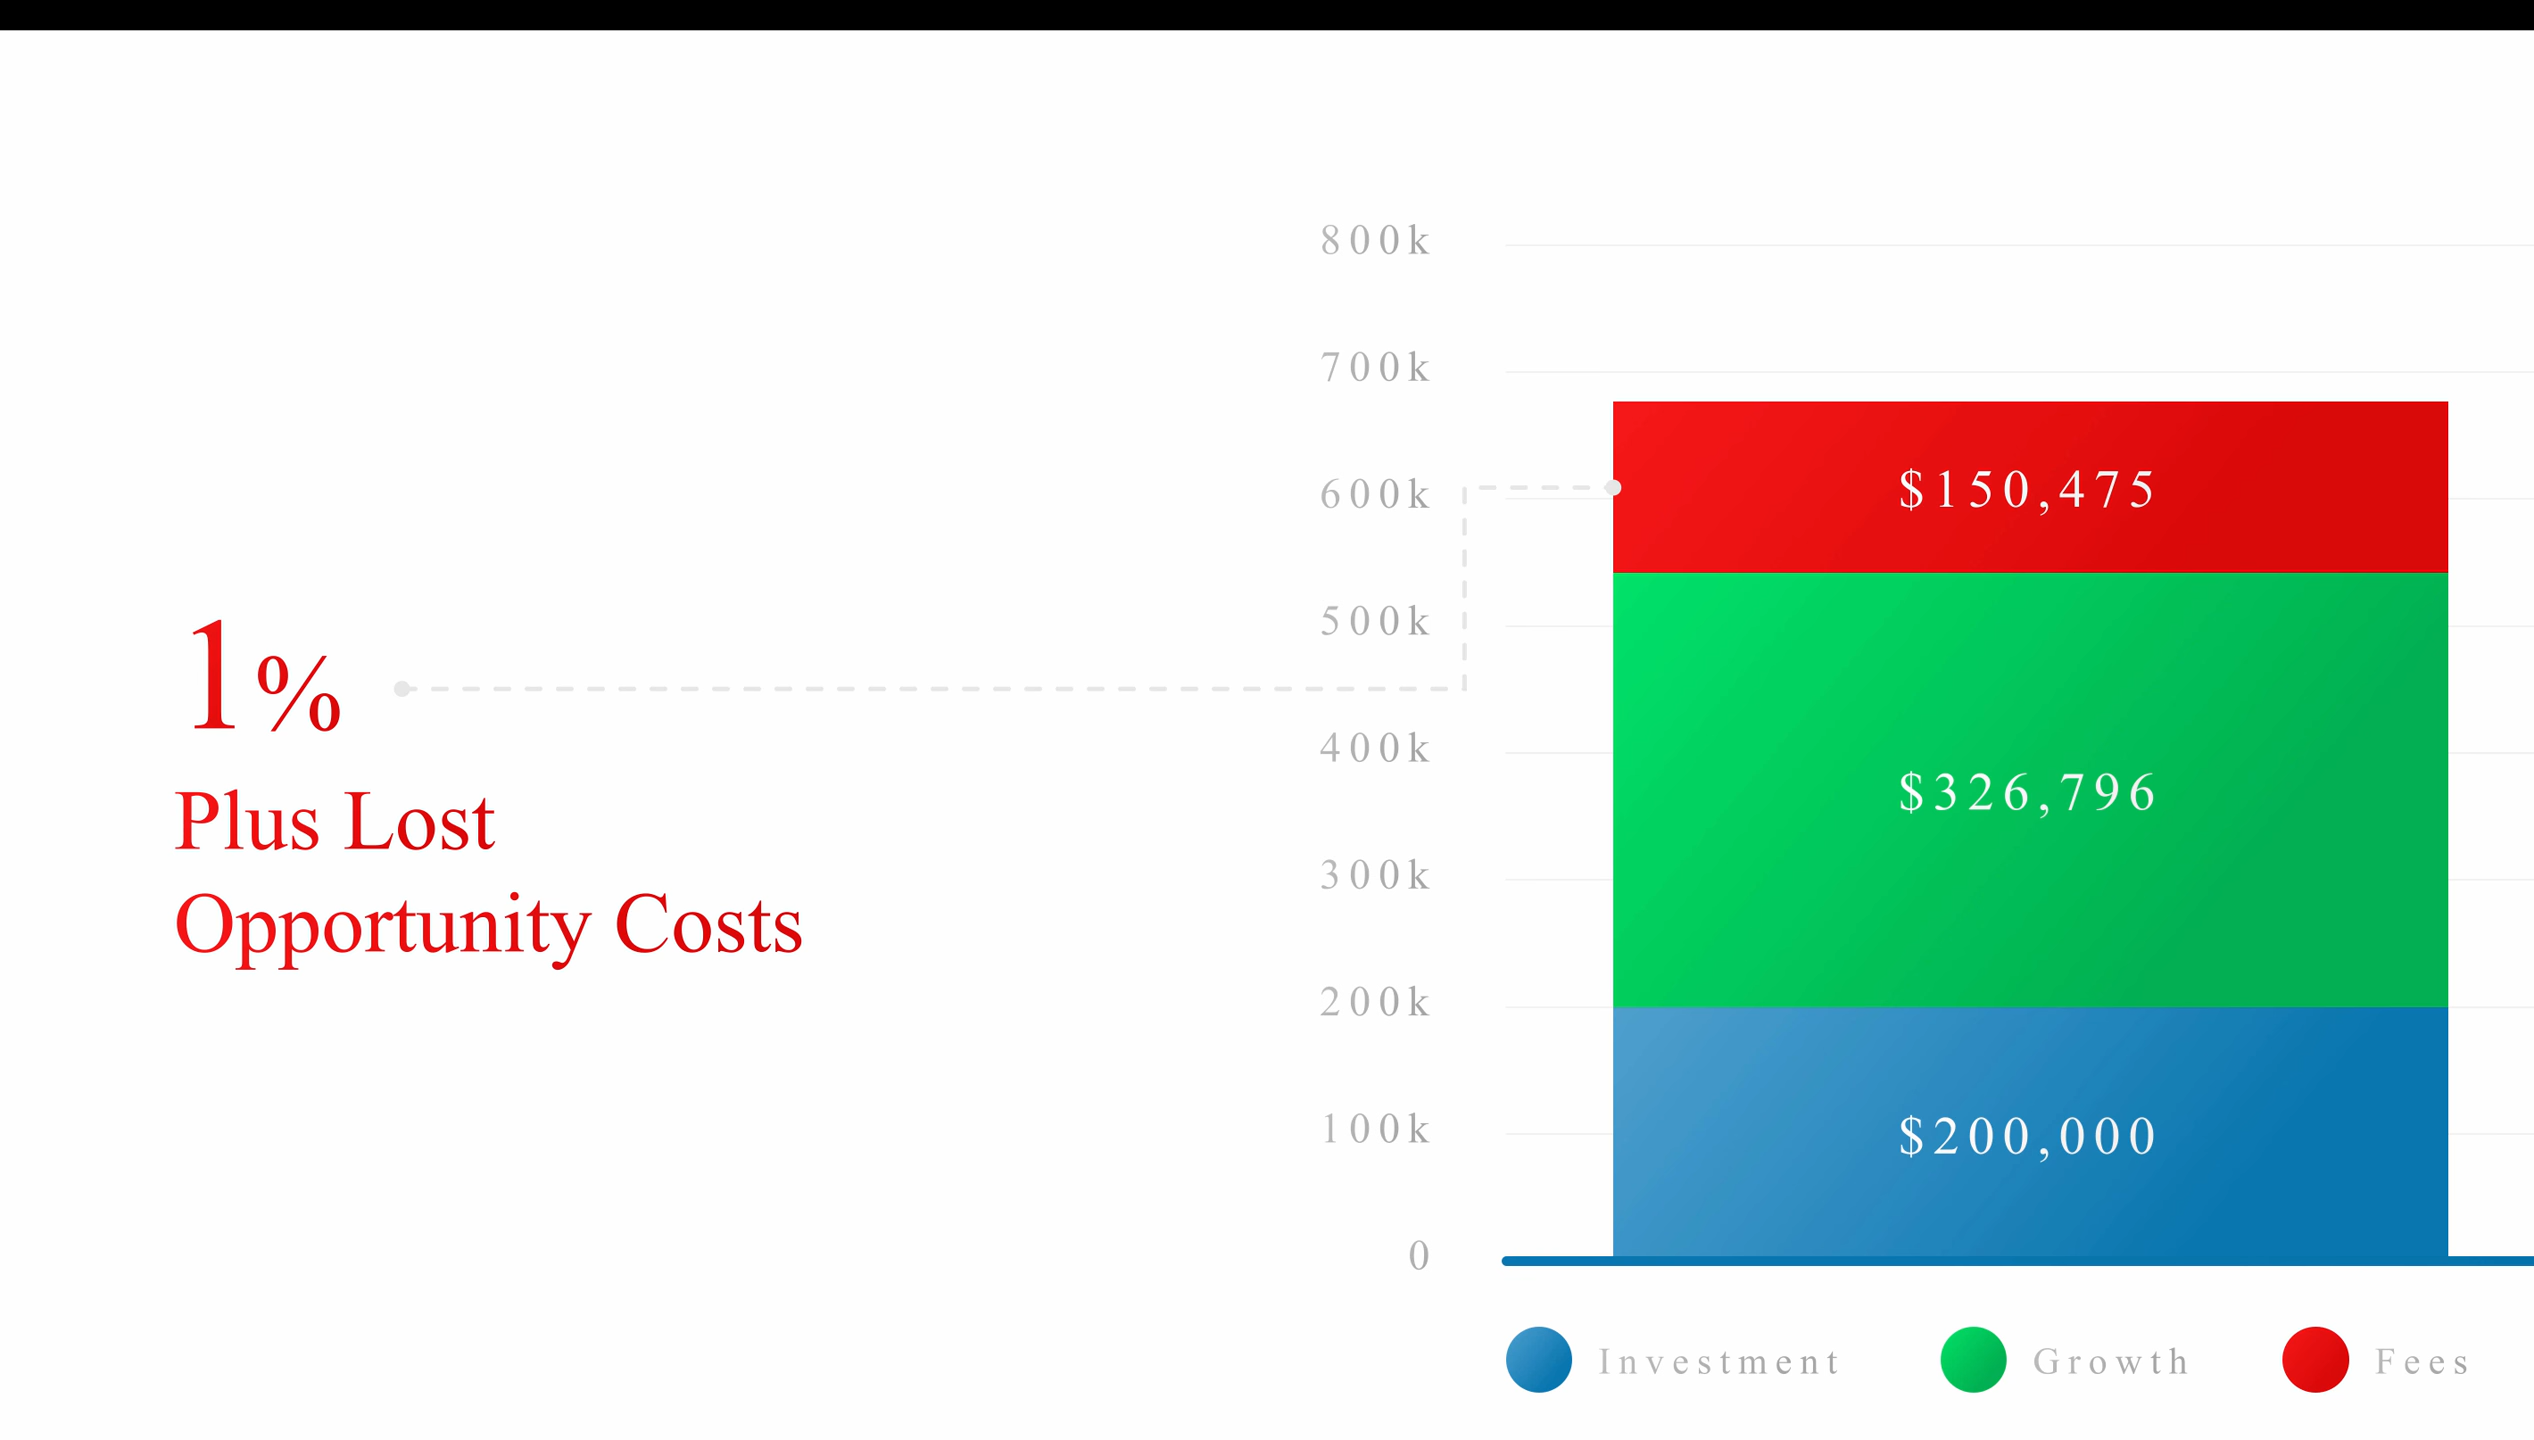 1%
Plus Lost
Opportunity Costs
800k
700k
600k
500k
400k
300k
200k
100k
0
$150,475
$326,796
$200,000
Investment
Growth
Fees